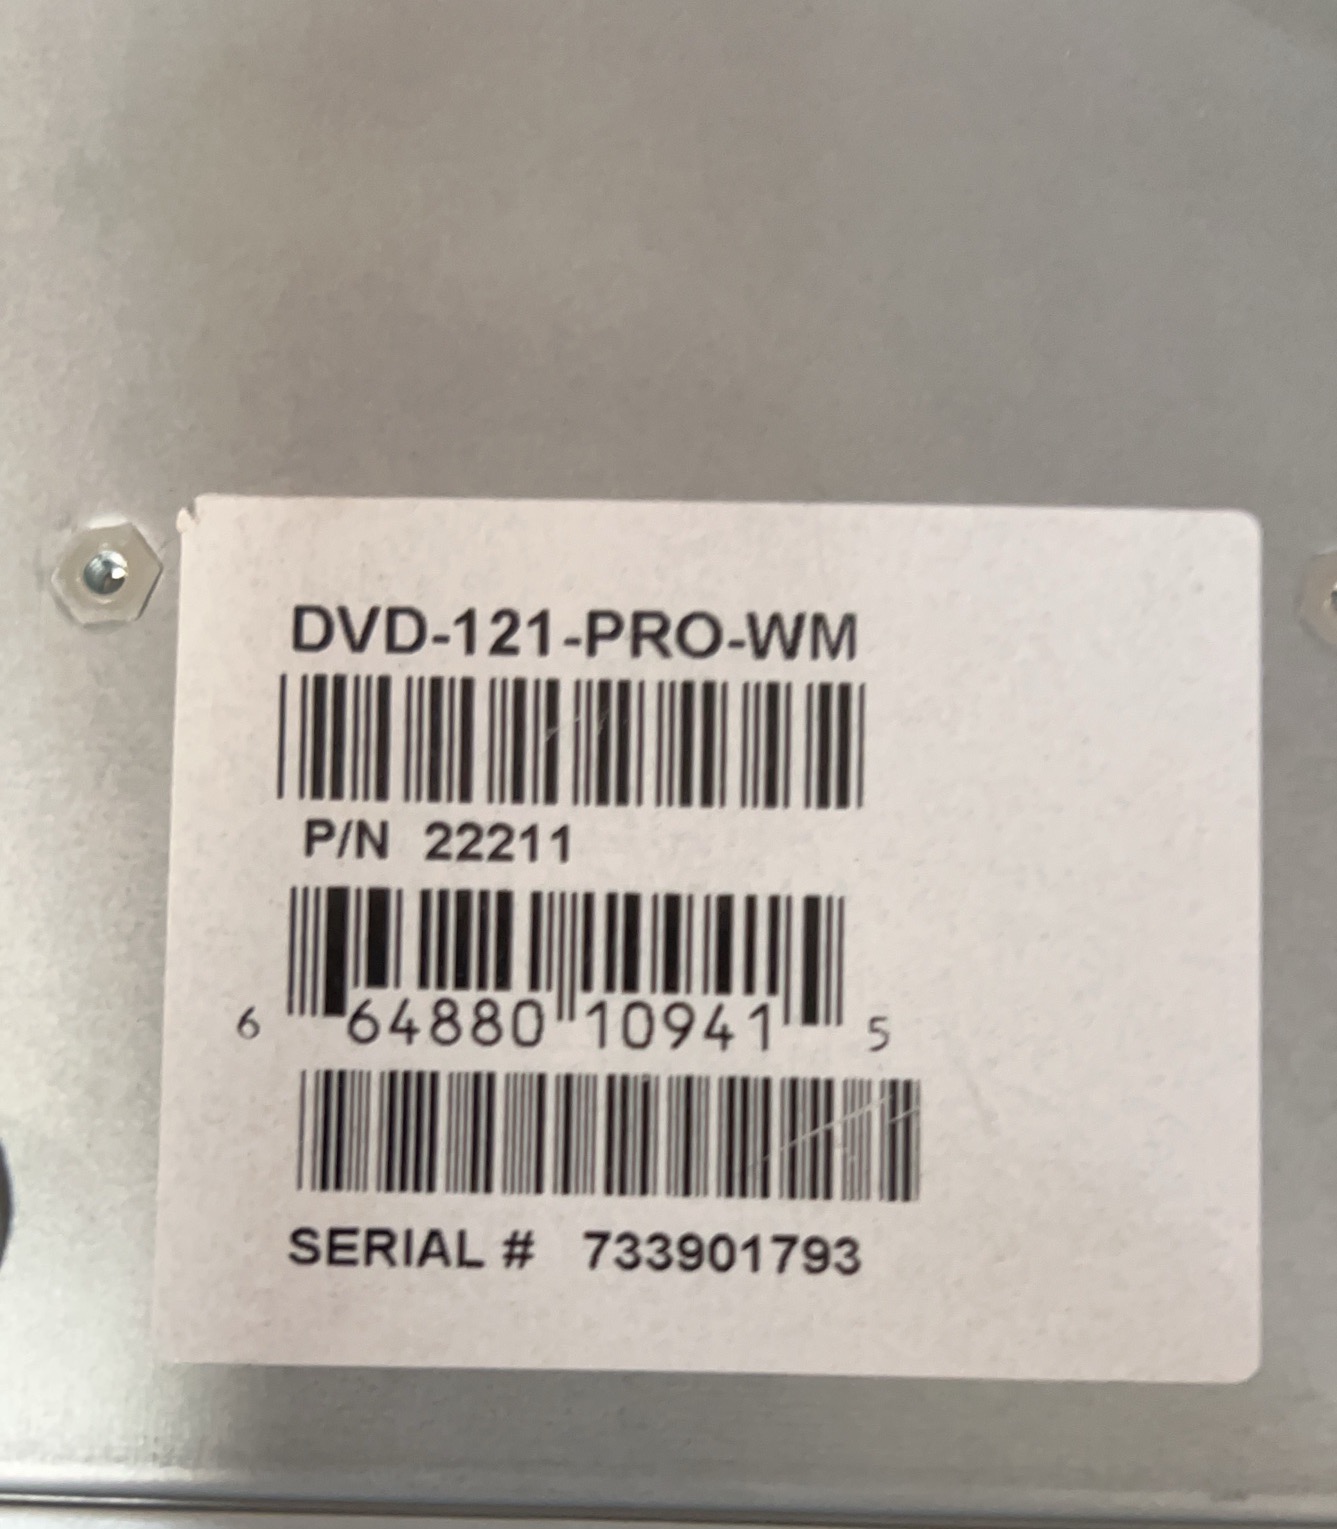 DVD-121-PRO-WM
P/N 22211
6 64880 10941 5
SERIAL # 733901793